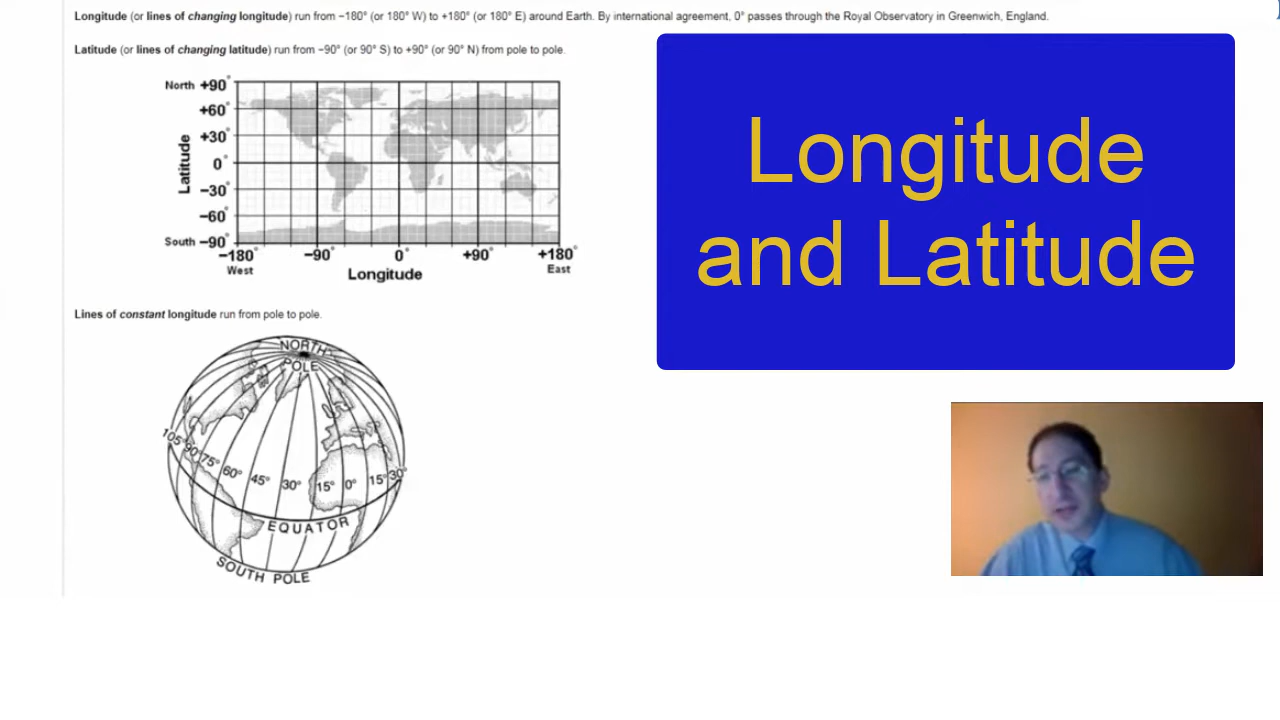 Longitude (or lines of changing longitude) run from −180° (or 180° W) to +180° (or 180° E) around Earth. By international agreement, 0° passes through the Royal Observatory in Greenwich, England.
Latitude (or lines of changing latitude) run from −90° (or 90° S) to +90° (or 90° N) from pole to pole.
North +90°
+60°
+30°
0°
−30°
−60°
South −90°
Latitude
−180° −90° 0° +90° +180°
West East
Longitude
Longitude
and Latitude
Lines of constant longitude run from pole to pole.
NORTH
POLE
105° 90° 75° 60° 45° 30° 15° 0° 15° 30°
EQUATOR
SOUTH POLE